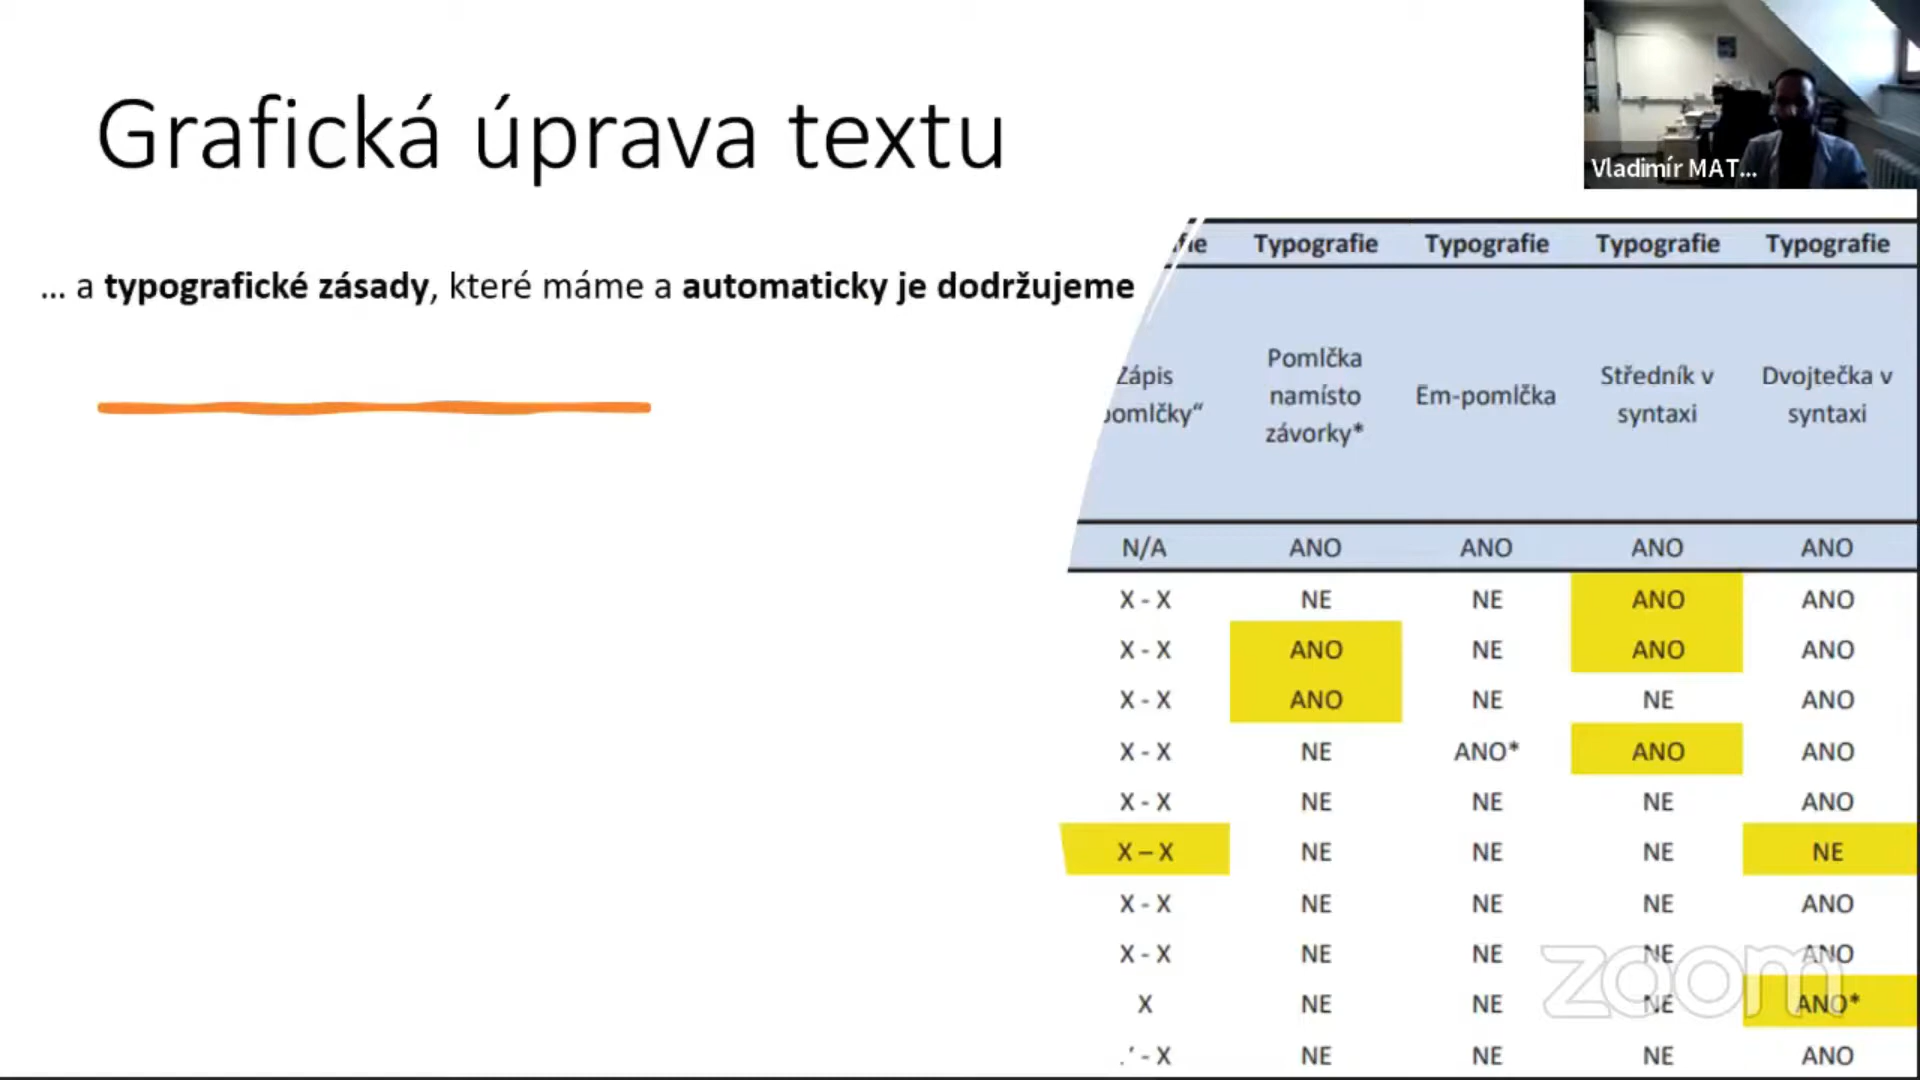 Grafická úprava textu
Vladimír MAT...
... a typografické zásady, které máme a automaticky je dodržujeme
fie Typografie Typografie Typografie Typografie
Zápis pomlčky“ Pomlčka namísto závorky* Em-pomlčka Středník v syntaxi Dvojtečka v syntaxi
N/A ANO ANO ANO ANO
X - X NE NE ANO ANO
X - X ANO NE ANO ANO
X - X ANO NE NE ANO
X - X NE ANO* ANO ANO
X - X NE NE NE ANO
X – X NE NE NE NE
X - X NE NE NE ANO
X - X NE NE NE ANO
X NE NE NE ANO*
- X NE NE NE ANO
zoom